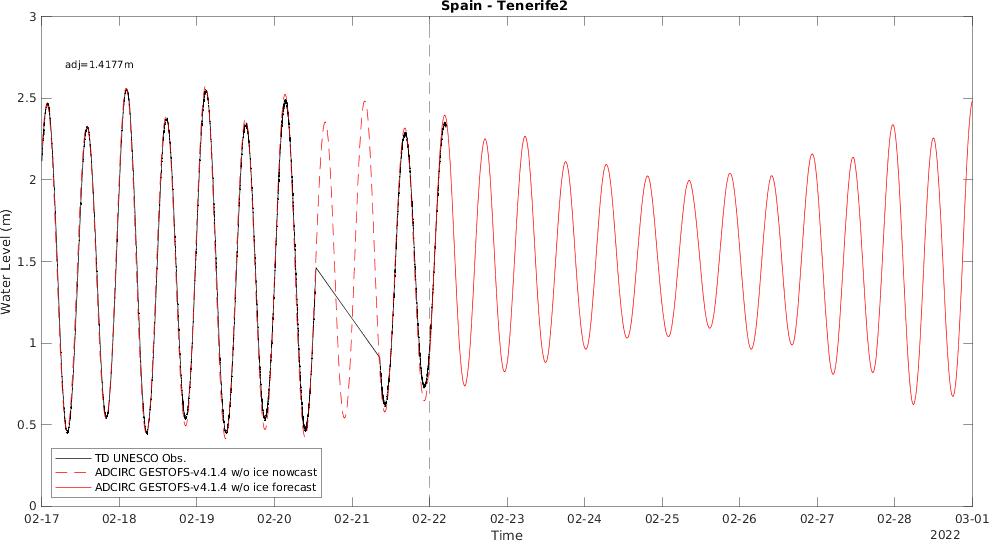 Spain - Tenerife2
adj=1.4177m
Water Level (m)
3
2.5
2
1.5
1
0.5
0
TD UNESCO Obs.
ADCIRC GESTOFS-v4.1.4 w/o ice nowcast
ADCIRC GESTOFS-v4.1.4 w/o ice forecast
02-17 02-18 02-19 02-20 02-21 02-22 02-23 02-24 02-25 02-26 02-27 02-28 03-01
Time
2022